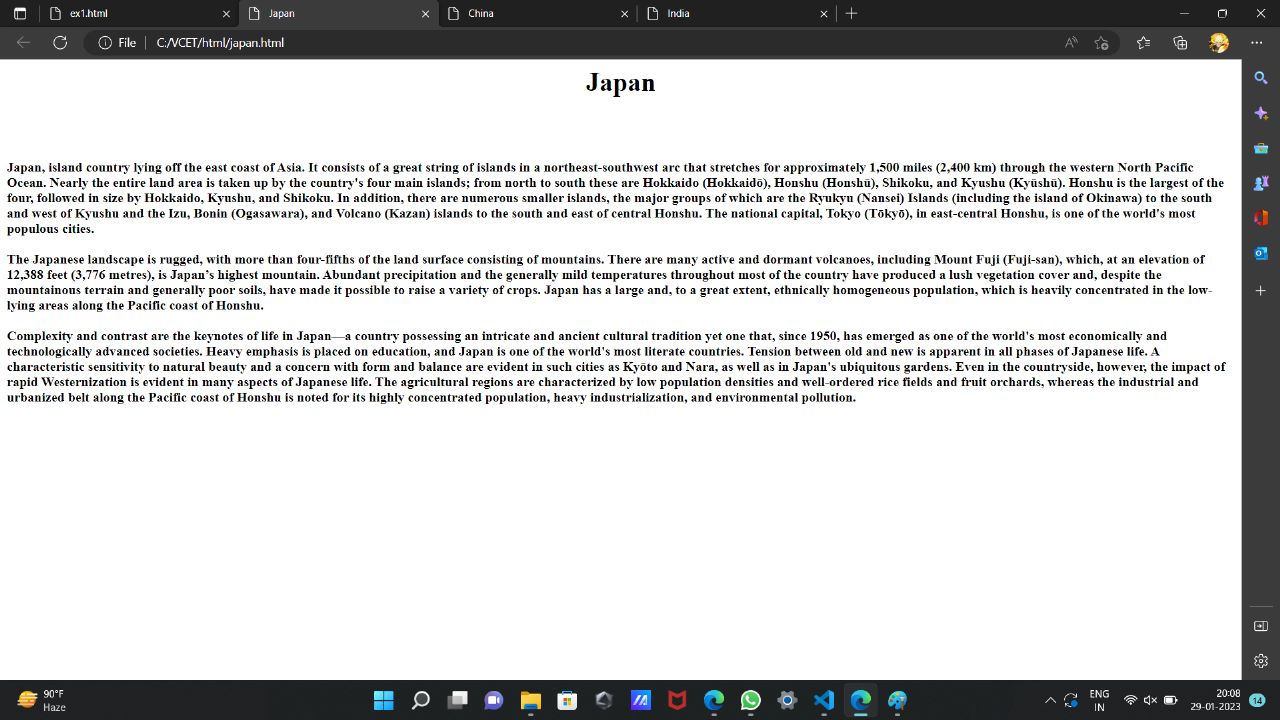 ex1.html
Japan
China
India
File
C:/VCET/html/japan.html
Japan
Japan, island country lying off the east coast of Asia. It consists of a great string of islands in a northeast-southwest arc that stretches for approximately 1,500 miles (2,400 km) through the western North Pacific
Ocean. Nearly the entire land area is taken up by the country's four main islands; from north to south these are Hokkaido (Hokkaidō), Honshu (Honshū), Shikoku, and Kyushu (Kyūshū). Honshu is the largest of the
four, followed in size by Hokkaido, Kyushu, and Shikoku. In addition, there are numerous smaller islands, the major groups of which are the Ryukyu (Nansei) Islands (including the island of Okinawa) to the south
and west of Kyushu and the Izu, Bonin (Ogasawara), and Volcano (Kazan) islands to the south and east of central Honshu. The national capital, Tokyo (Tōkyō), in east-central Honshu, is one of the world's most
populous cities.
The Japanese landscape is rugged, with more than four-fifths of the land surface consisting of mountains. There are many active and dormant volcanoes, including Mount Fuji (Fuji-san), which, at an elevation of
12,388 feet (3,776 metres), is Japan’s highest mountain. Abundant precipitation and the generally mild temperatures throughout most of the country have produced a lush vegetation cover and, despite the
mountainous terrain and generally poor soils, have made it possible to raise a variety of crops. Japan has a large and, to a great extent, ethnically homogeneous population, which is heavily concentrated in the low-
lying areas along the Pacific coast of Honshu.
Complexity and contrast are the keynotes of life in Japan—a country possessing an intricate and ancient cultural tradition yet one that, since 1950, has emerged as one of the world's most economically and
technologically advanced societies. Heavy emphasis is placed on education, and Japan is one of the world's most literate countries. Tension between old and new is apparent in all phases of Japanese life. A
characteristic sensitivity to natural beauty and a concern with form and balance are evident in such cities as Kyōto and Nara, as well as in Japan's ubiquitous gardens. Even in the countryside, however, the impact of
rapid Westernization is evident in many aspects of Japanese life. The agricultural regions are characterized by low population densities and well-ordered rice fields and fruit orchards, whereas the industrial and
urbanized belt along the Pacific coast of Honshu is noted for its highly concentrated population, heavy industrialization, and environmental pollution.
90°F
Haze
ENG
IN
20:08
29-01-2023
14